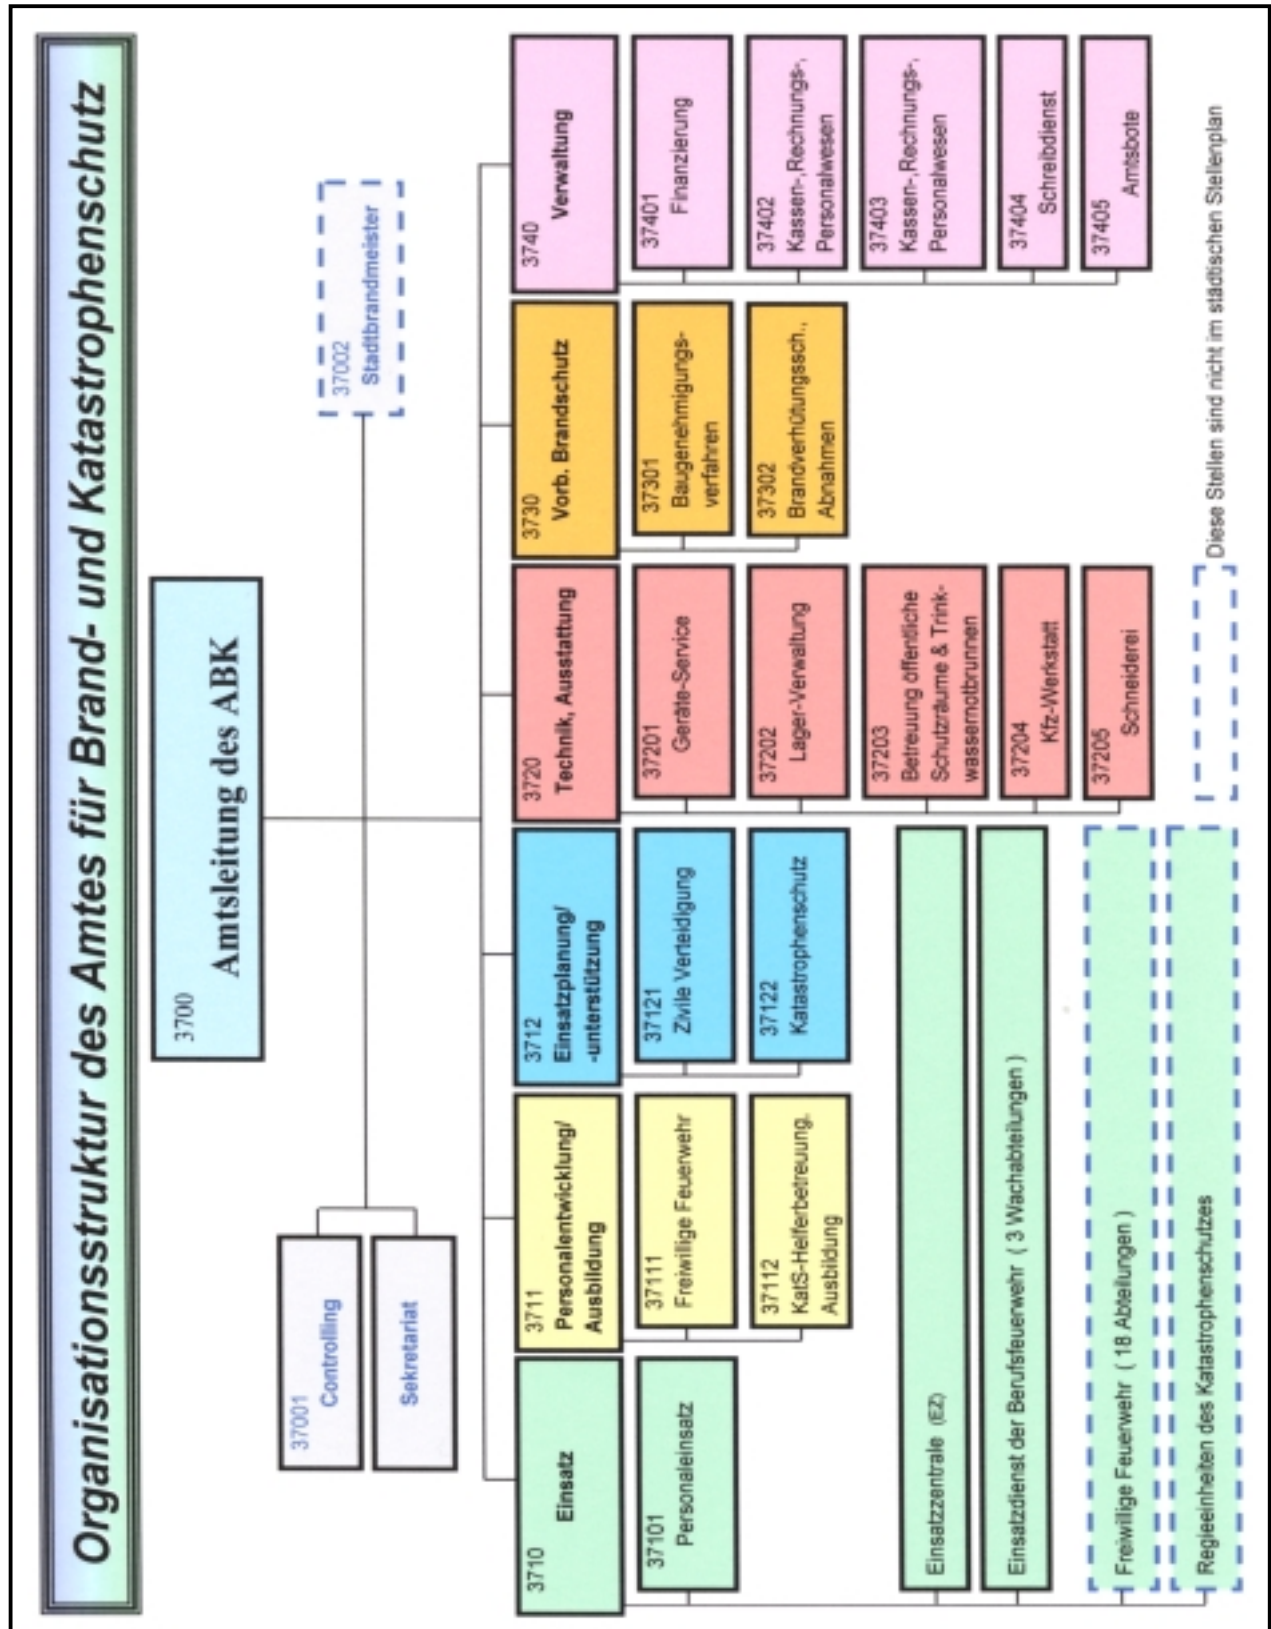 Organisationsstruktur des Amtes für Brand- und Katastrophenschutz
3700
Amtsleitung des ABK
37001
Controlling
Sekretariat
37002
Stadtbrandmeister
3710
Einsatz
37101
Personaleinsatz
Einsatzzentrale (EZ)
Einsatzdienst der Berufsfeuerwehr ( 3 Wachabteilungen )
Freiwillige Feuerwehr ( 18 Abteilungen )
Regieeinheiten des Katastrophenschutzes
3711
Personalentwicklung/
Ausbildung
37111
Freiwillige Feuerwehr
37112
KatS-Helferbetreuung,
Ausbildung
3712
Einsatzplanung/
-unterstützung
37121
Zivile Verteidigung
37122
Katastrophenschutz
3720
Technik, Ausstattung
37201
Geräte-Service
37202
Lager-Verwaltung
37203
Betreuung öffentliche
Schutzräume & Trink-
wassernotbrunnen
37204
Kfz-Werkstatt
37205
Schneiderei
3730
Vorb. Brandschutz
37301
Baugenehmigungs-
verfahren
37302
Brandverhütungssch.,
Abnahmen
3740
Verwaltung
37401
Finanzierung
37402
Kassen-,Rechnungs-,
Personalwesen
37403
Kassen-,Rechnungs-,
Personalwesen
37404
Schreibdienst
37405
Amtsbote
Diese Stellen sind nicht im städtischen Stellenplan